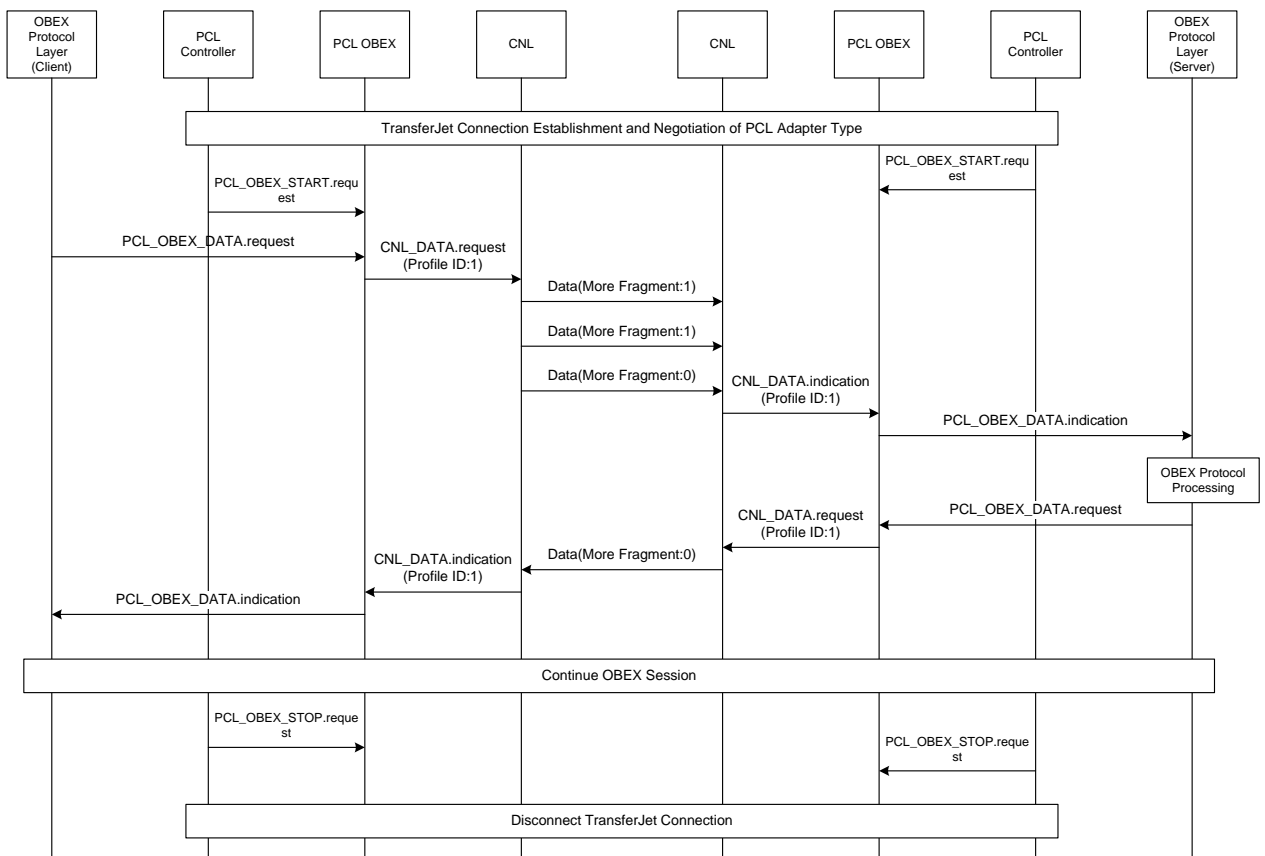 OBEX
Protocol
Layer
(Client)
PCL
Controller
PCL OBEX
CNL
CNL
PCL OBEX
PCL
Controller
OBEX
Protocol
Layer
(Server)
TransferJet Connection Establishment and Negotiation of PCL Adapter Type
PCL_OBEX_START.requ
est
PCL_OBEX_START.requ
est
PCL_OBEX_DATA.request
CNL_DATA.request
(Profile ID:1)
Data(More Fragment:1)
Data(More Fragment:1)
Data(More Fragment:0)
CNL_DATA.indication
(Profile ID:1)
PCL_OBEX_DATA.indication
OBEX Protocol
Processing
PCL_OBEX_DATA.request
CNL_DATA.request
(Profile ID:1)
Data(More Fragment:0)
CNL_DATA.indication
(Profile ID:1)
PCL_OBEX_DATA.indication
Continue OBEX Session
PCL_OBEX_STOP.reque
st
PCL_OBEX_STOP.reque
st
Disconnect TransferJet Connection